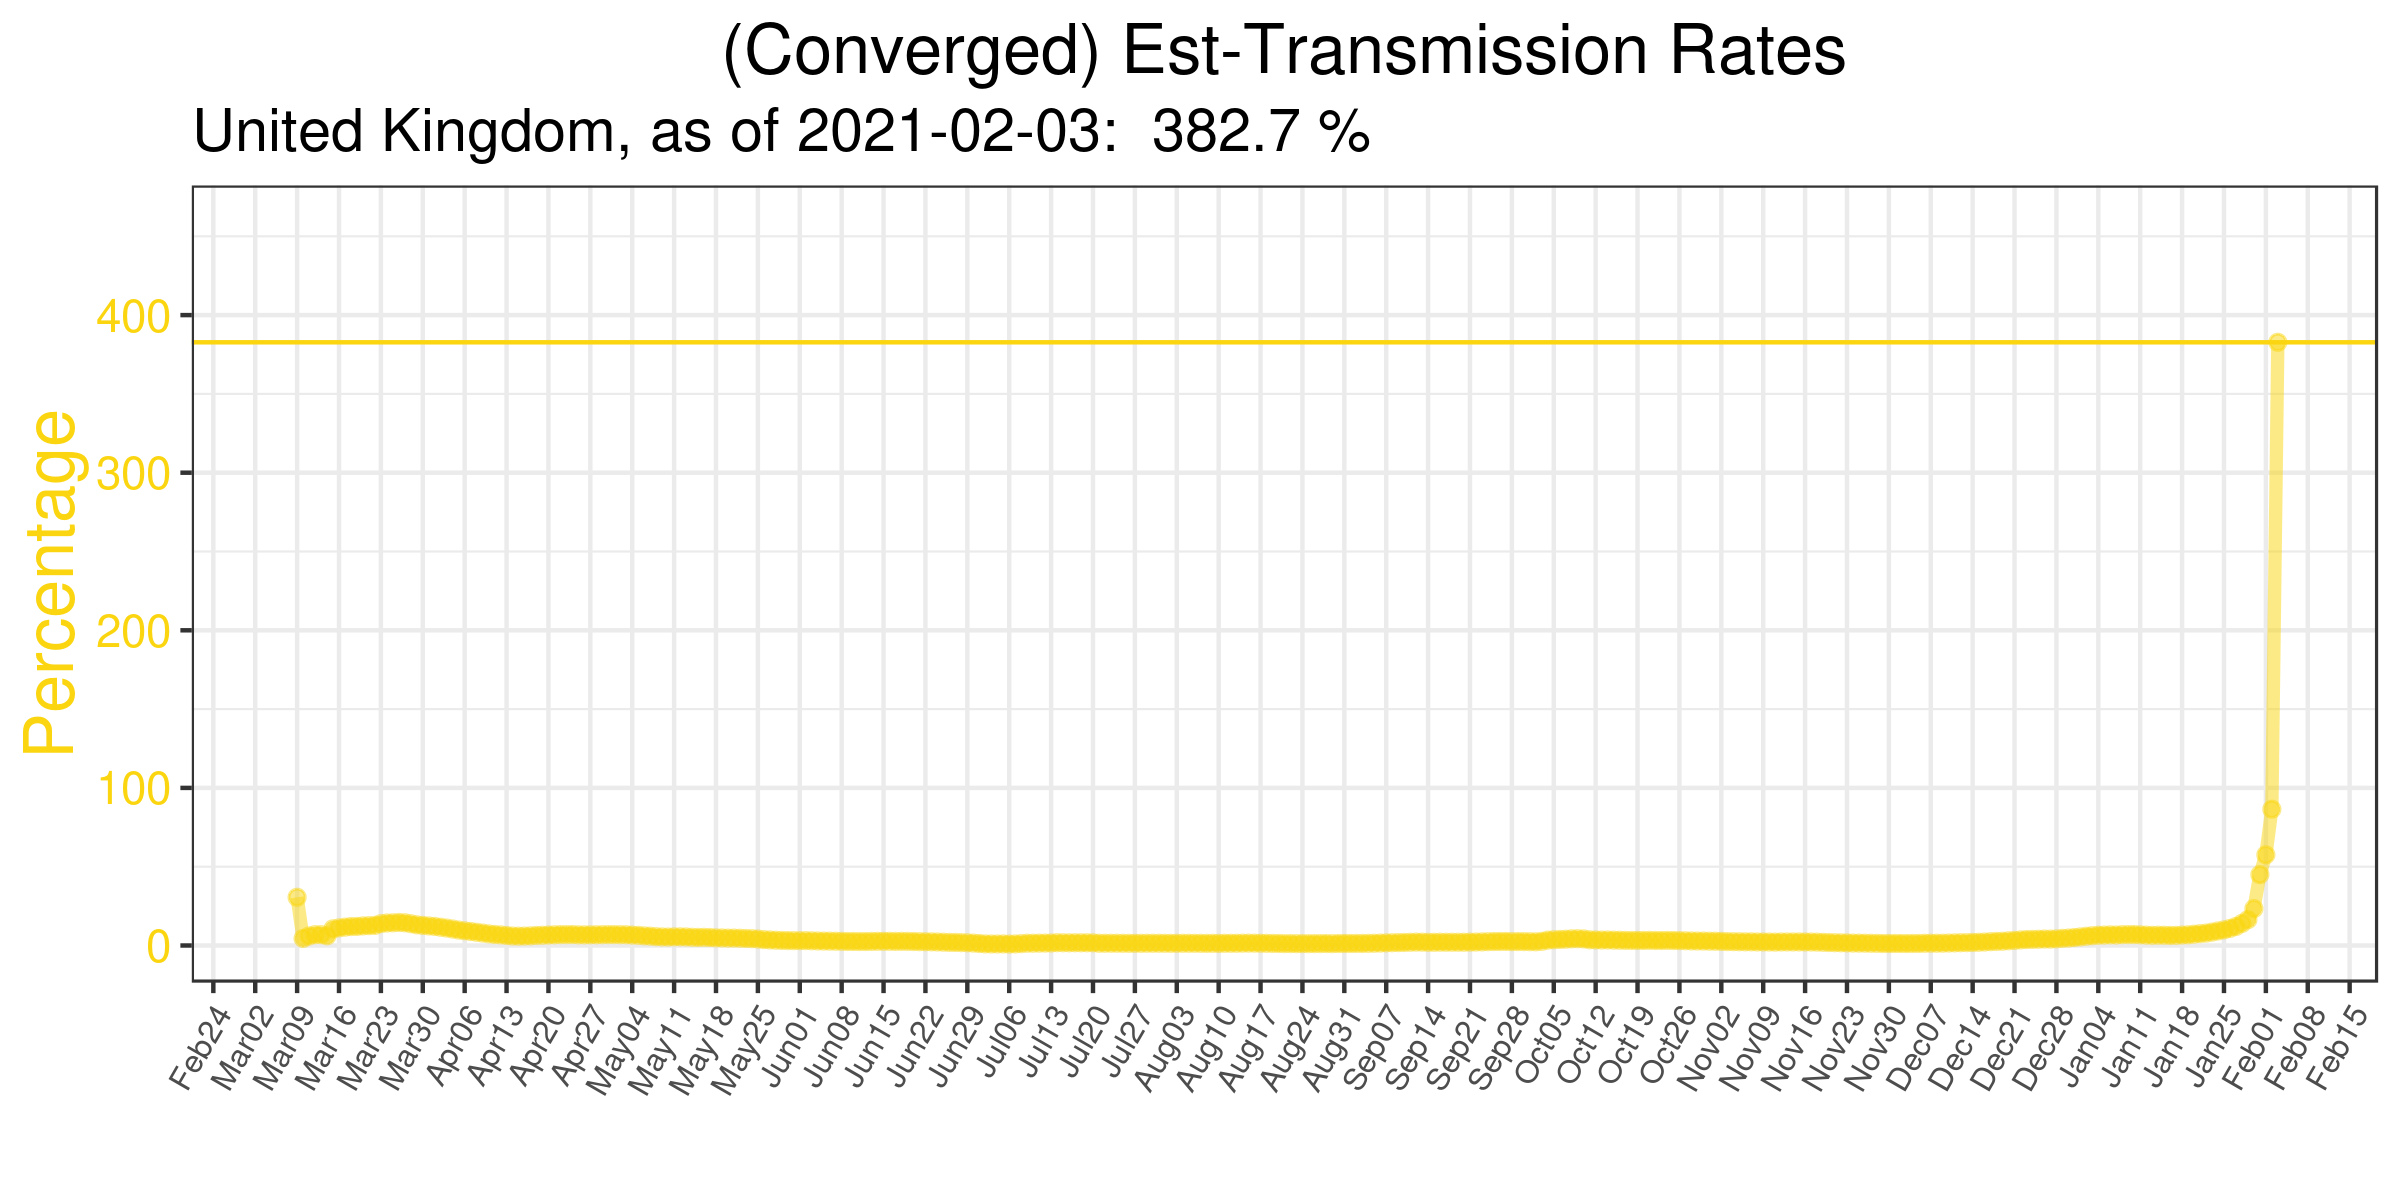 (Converged) Est-Transmission Rates
United Kingdom, as of 2021-02-03:  382.7 %
Percentage
400
300
200
100
0
Feb24 Mar02 Mar09 Mar16 Mar23 Mar30 Apr06 Apr13 Apr20 Apr27 May04 May11 May18 May25 Jun01 Jun08 Jun15 Jun22 Jun29 Jul06 Jul13 Jul20 Jul27 Aug03 Aug10 Aug17 Aug24 Aug31 Sep07 Sep14 Sep21 Sep28 Oct05 Oct12 Oct19 Oct26 Nov02 Nov09 Nov16 Nov23 Nov30 Dec07 Dec14 Dec21 Dec28 Jan04 Jan11 Jan18 Jan25 Feb01 Feb08 Feb15